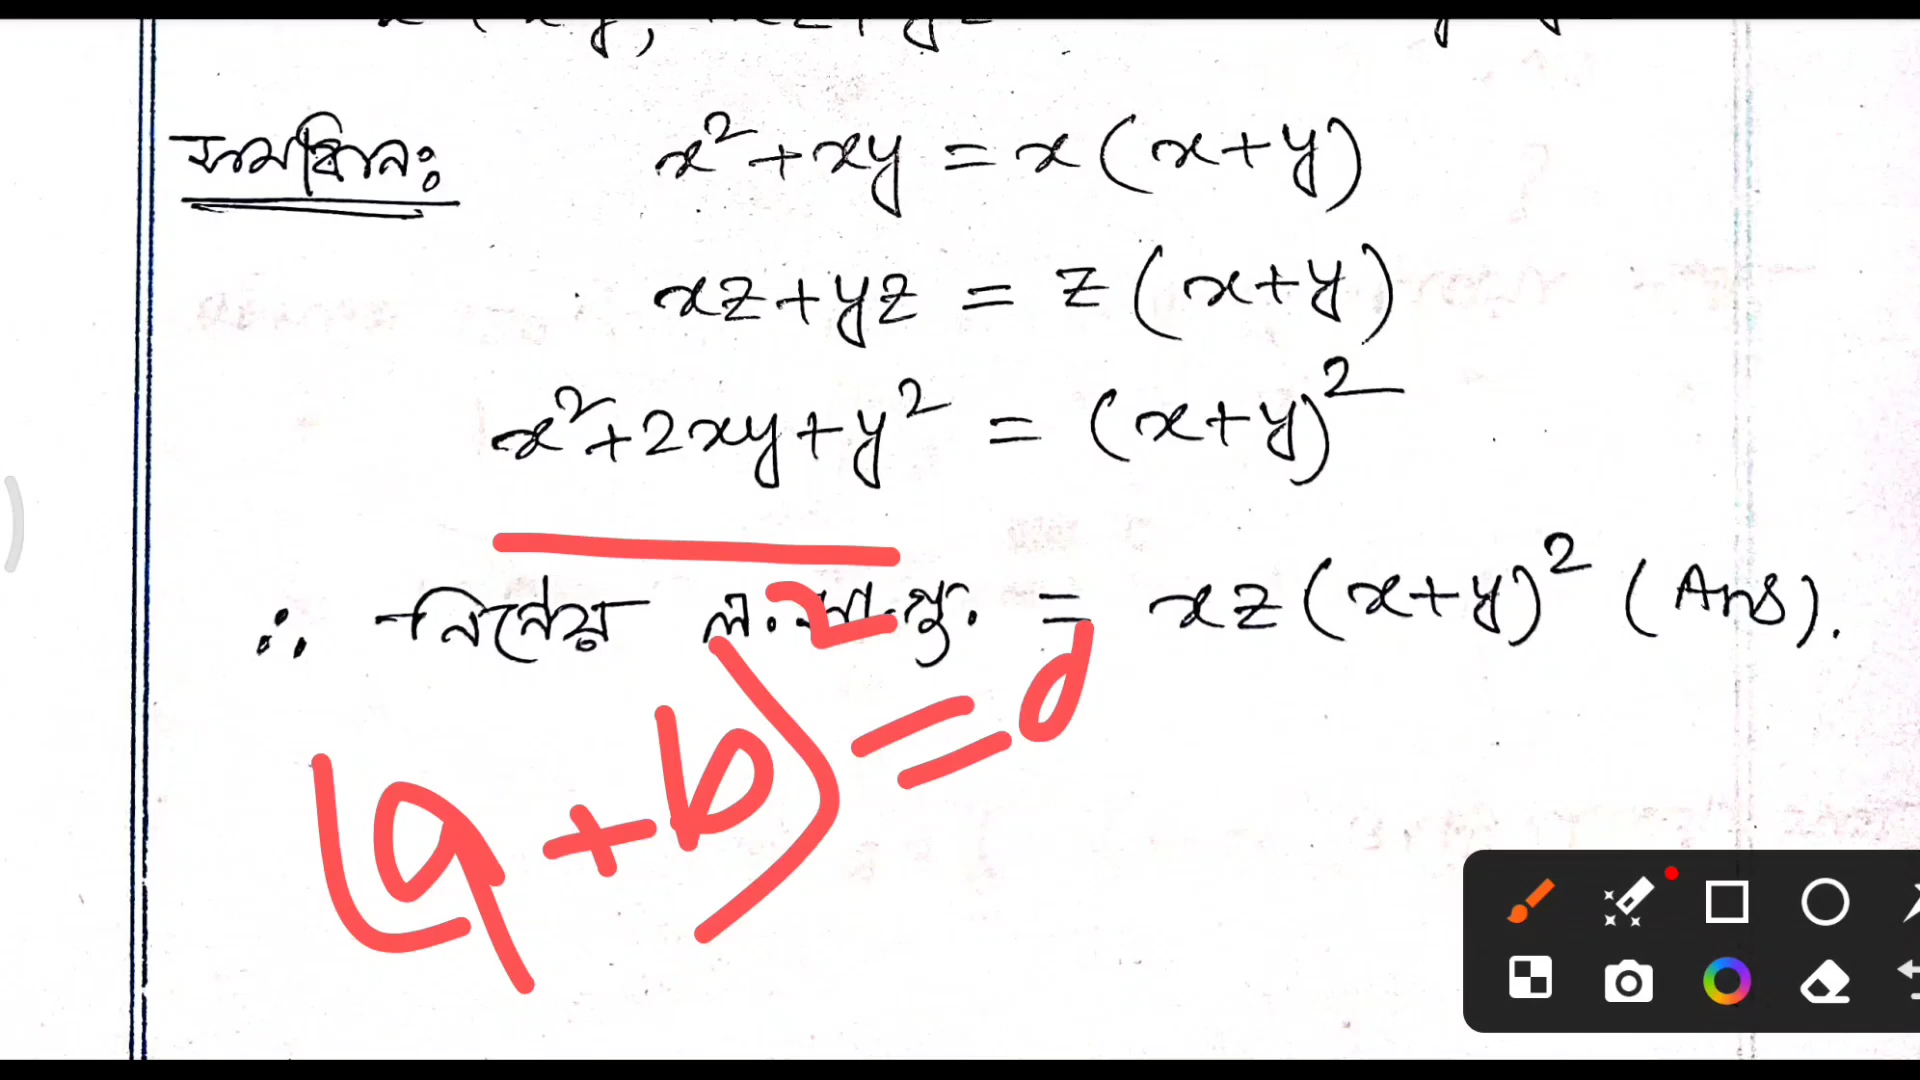 সমাধানঃ x²+xy = x(x+y)
xz+yz = z(x+y)
x²+2xy+y² = (x+y)²
∴ নির্ণেয় ল.সা.গু. = xz(x+y)² (Ans).
(a+b)² =